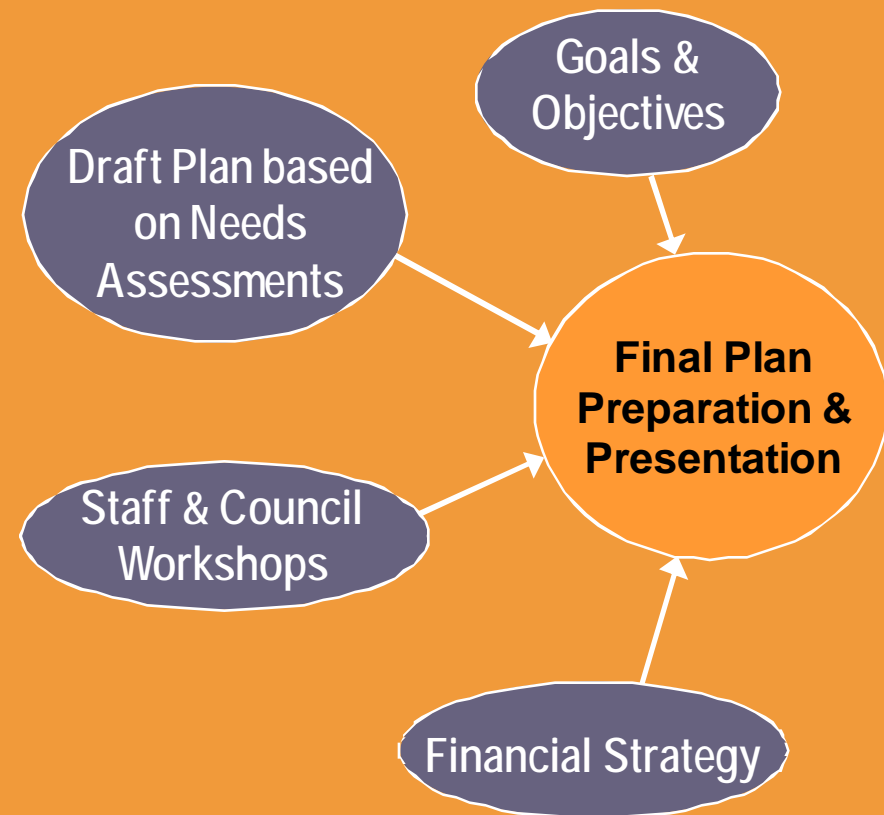 Goals &
Objectives
Draft Plan based
on Needs
Assessments
Final Plan
Preparation &
Presentation
Staff & Council
Workshops
Financial Strategy